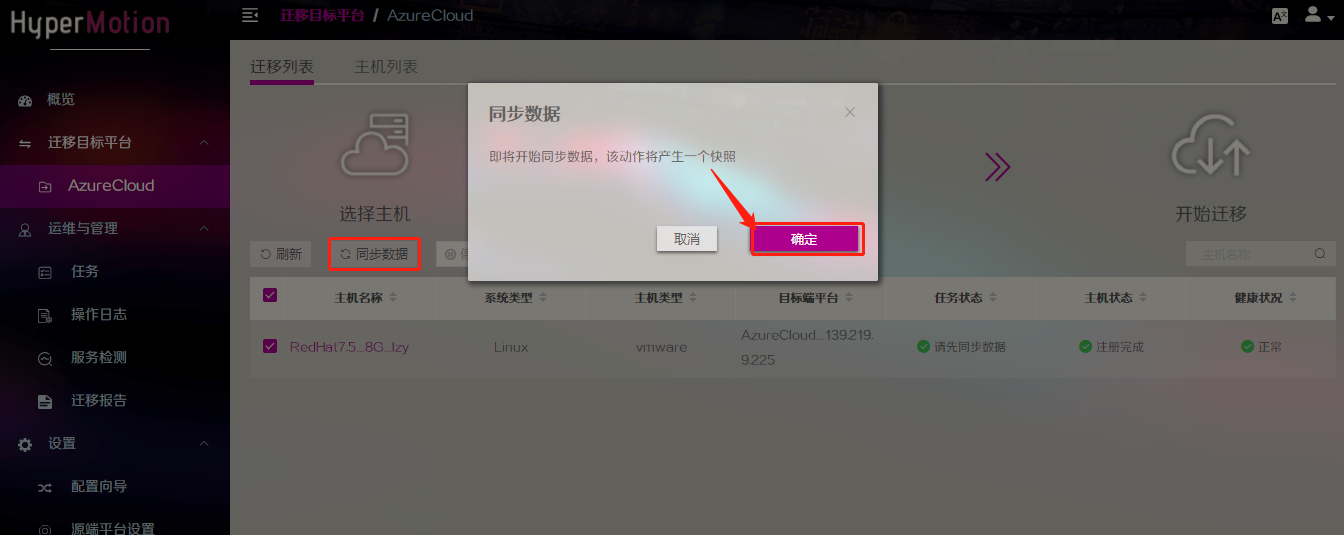 HyperMotion
迁移目标平台 / AzureCloud
概览
迁移目标平台
AzureCloud
运维与管理
任务
操作日志
服务检测
迁移报告
设置
配置向导
源端平台设置
迁移列表 主机列表
选择主机
开始迁移
同步数据
即将开始同步数据，该动作将产生一个快照
取消 确定
刷新 同步数据 主机名称
主机名称 系统类型 主机类型 目标端平台 任务状态 主机状态 健康状况
RedHat7.5_8G_lzy Linux vmware AzureCloud_139.219. 请先同步数据 注册完成 正常
9.225